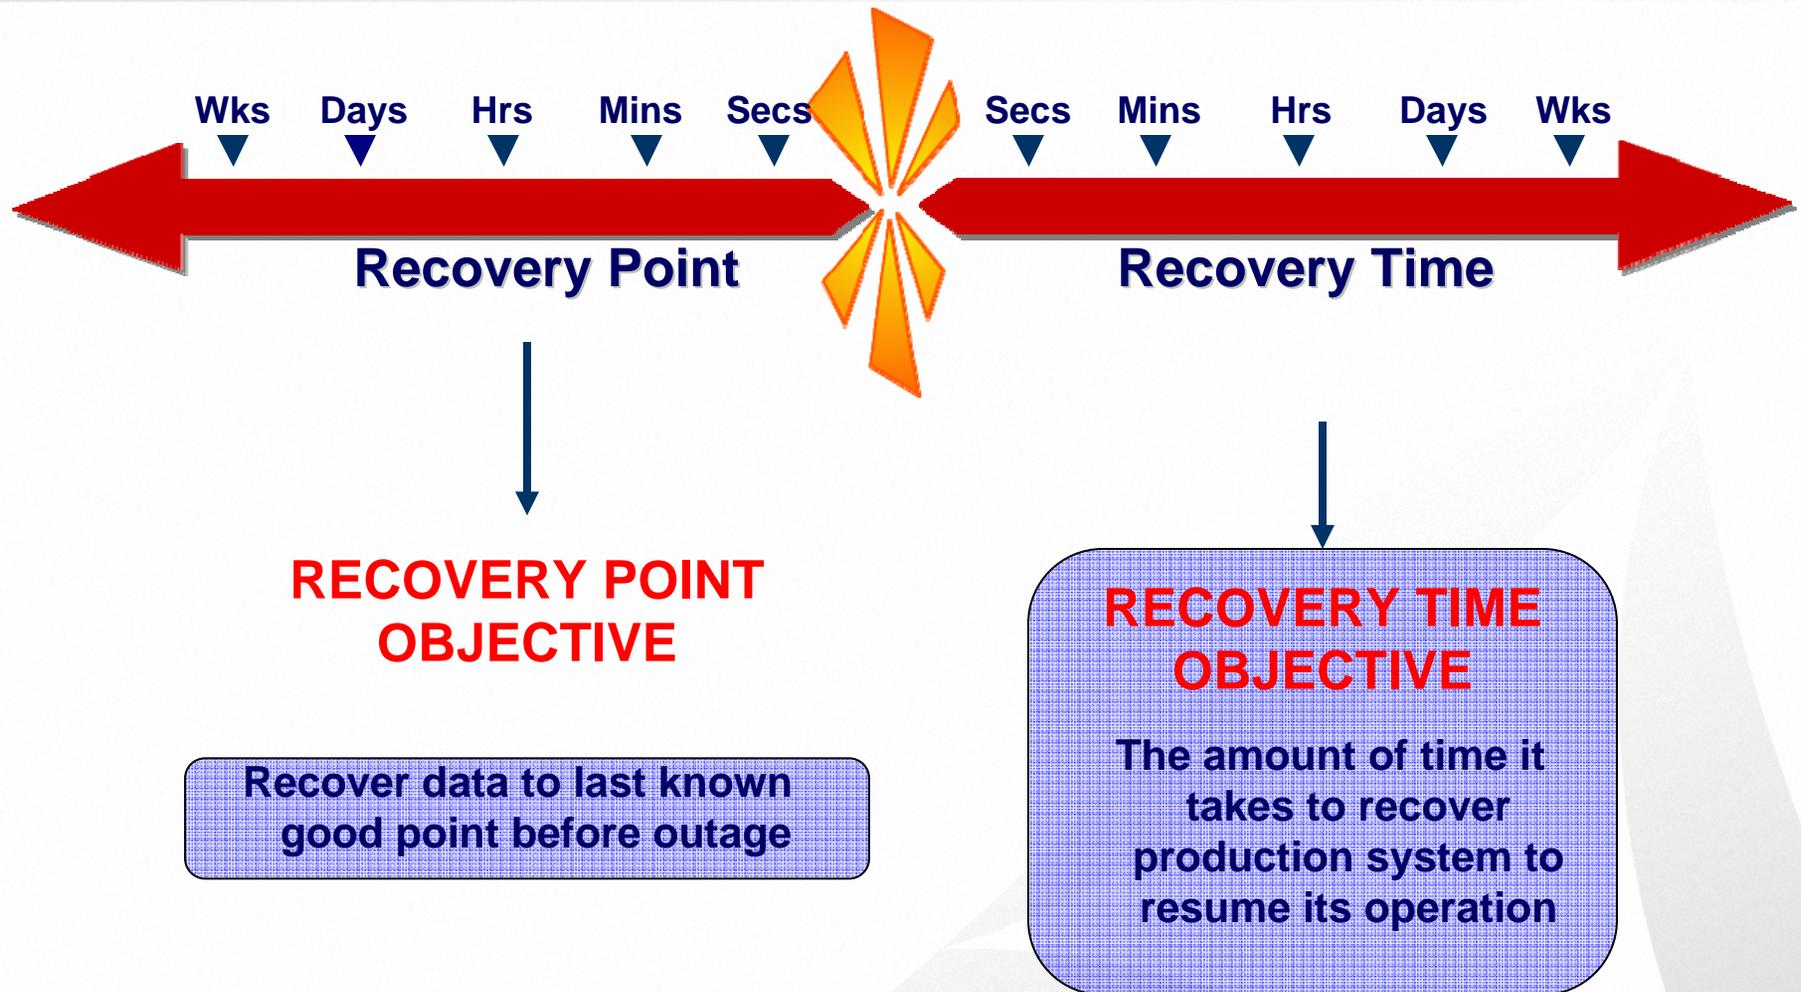 Wks Days Hrs Mins Secs Secs Mins Hrs Days Wks
Recovery Point
Recovery Time
RECOVERY POINT
OBJECTIVE
Recover data to last known
good point before outage
RECOVERY TIME
OBJECTIVE
The amount of time it
takes to recover
production system to
resume its operation